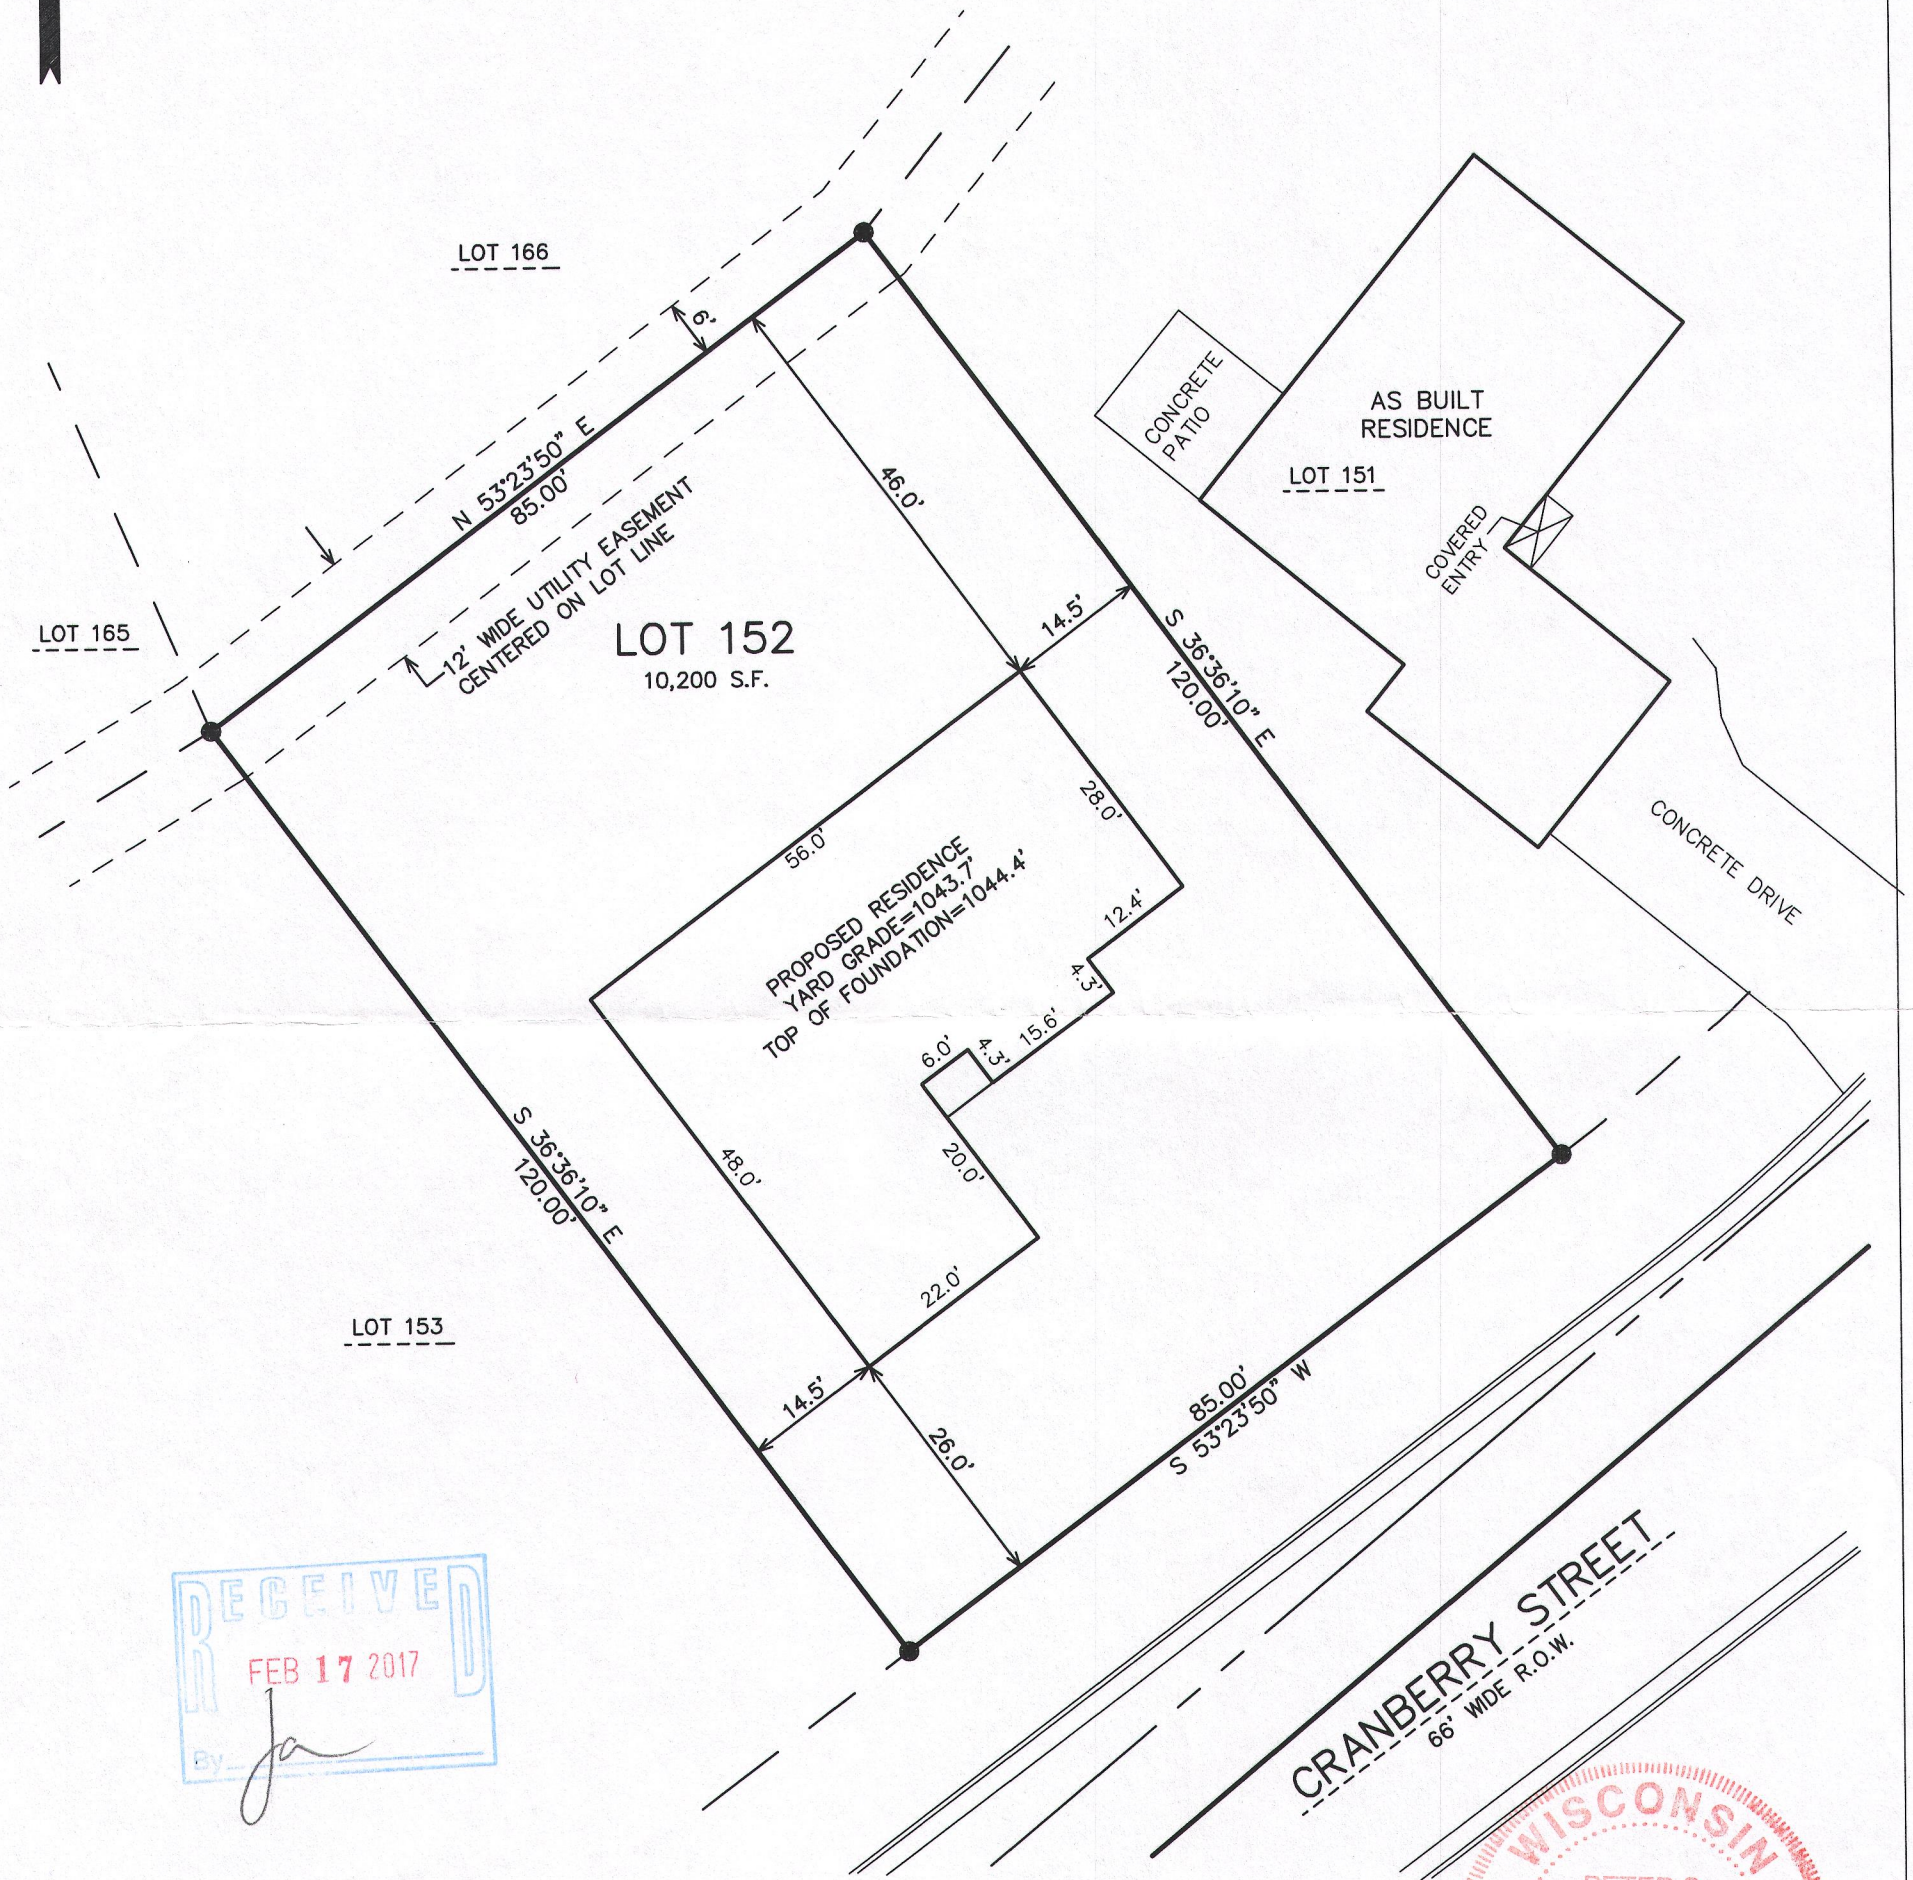 LOT 166
6'
N 53°23'50" E
85.00'
12' WIDE UTILITY EASEMENT
CENTERED ON LOT LINE
LOT 165
LOT 152
10,200 S.F.
46.0'
14.5'
S 36°36'10" E
120.00'
CONCRETE
PATIO
AS BUILT
RESIDENCE
LOT 151
COVERED
ENTRY
CONCRETE DRIVE
56.0'
28.0'
PROPOSED RESIDENCE
YARD GRADE=1043.7'
TOP OF FOUNDATION=1044.4'
12.4'
4.3'
15.6'
4.3'
6.0'
20.0'
48.0'
22.0'
S 36°36'10" E
120.00'
LOT 153
14.5'
26.0'
85.00'
S 53°23'50" W
CRANBERRY STREET
66' WIDE R.O.W.
RECEIVED
FEB 17 2017
By Ja
WISCONSIN